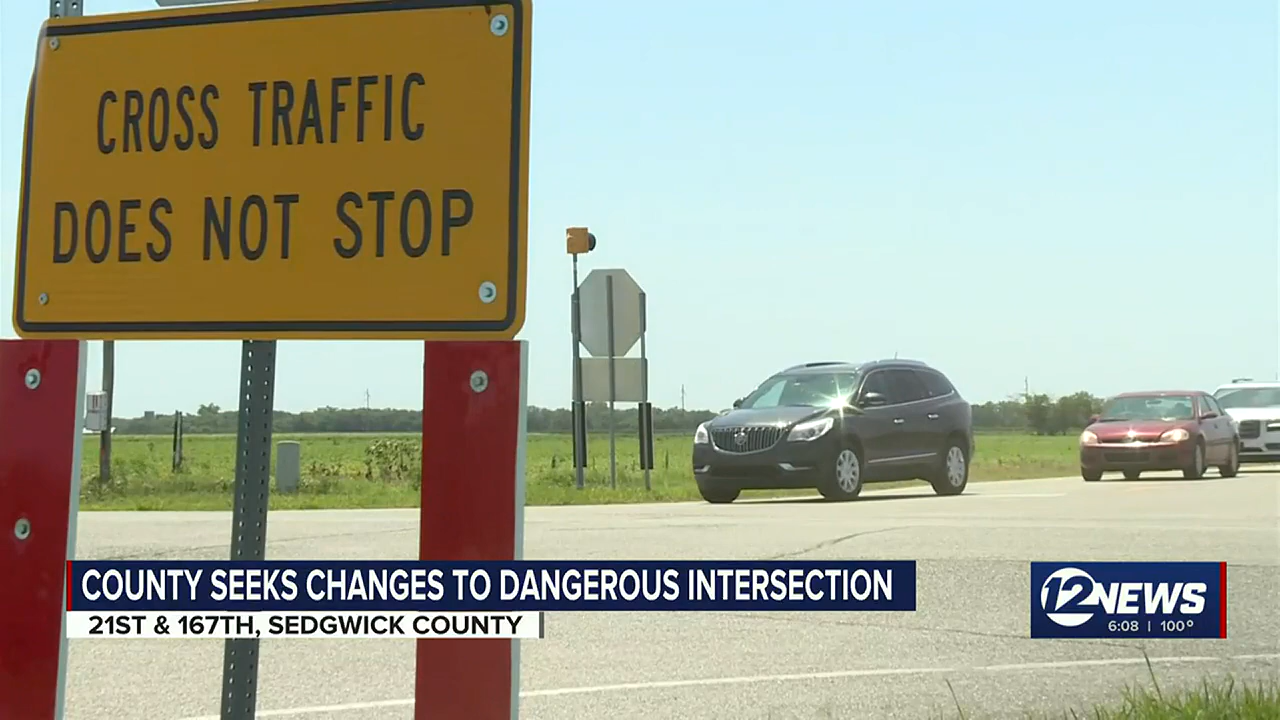 CROSS TRAFFIC
DOES NOT STOP
COUNTY SEEKS CHANGES TO DANGEROUS INTERSECTION
21ST & 167TH, SEDGWICK COUNTY
12NEWS
6:08 | 100°